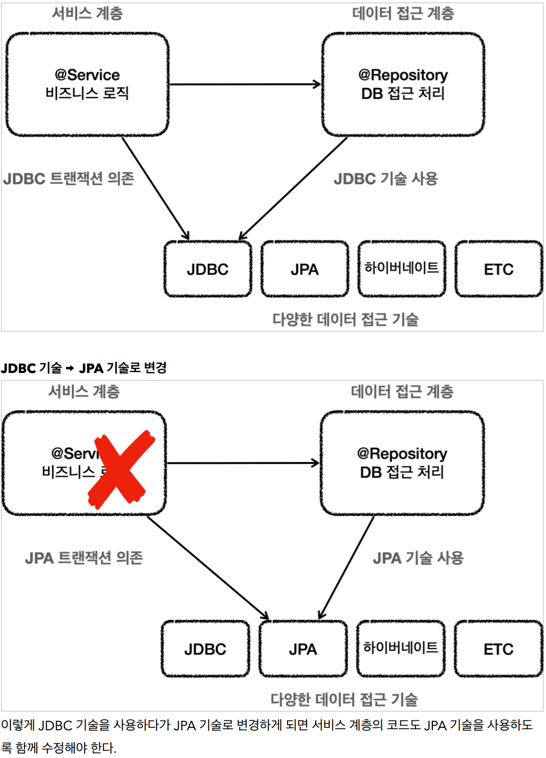 서비스 계층
데이터 접근 계층
@Service
비즈니스 로직
@Repository
DB 접근 처리
JDBC 트랜잭션 의존
JDBC 기술 사용
JDBC
JPA
하이버네이트
ETC
다양한 데이터 접근 기술
JDBC 기술 → JPA 기술로 변경
서비스 계층
데이터 접근 계층
비즈니스
@Repository
DB 접근 처리
JPA 트랜잭션 의존
JPA 기술 사용
JDBC
JPA
하이버네이트
ETC
다양한 데이터 접근 기술
이렇게 JDBC 기술을 사용하다가 JPA 기술로 변경하게 되면 서비스 계층의 코드도 JPA 기술을 사용하도
록 함께 수정해야 한다.